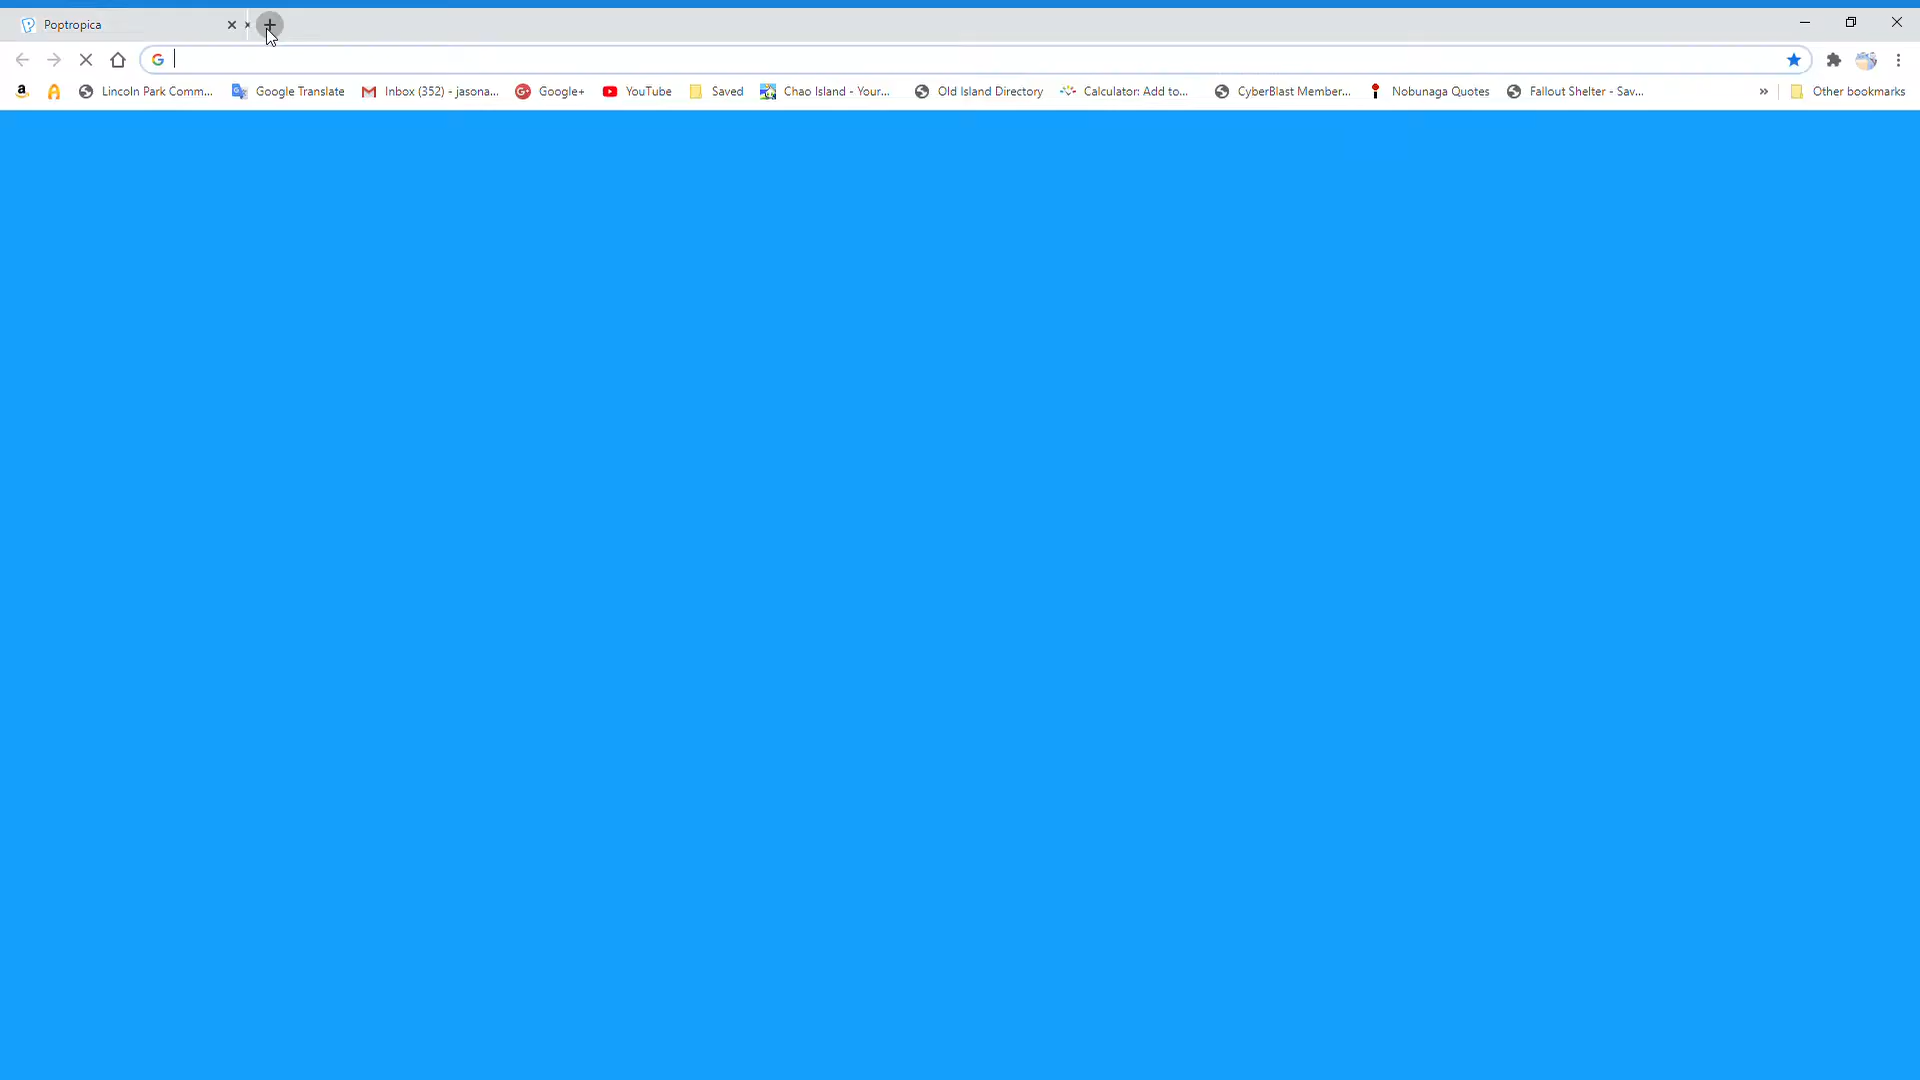 Poptropica
Lincoln Park Comm... Google Translate Inbox (352) - jasona... Google+ YouTube Saved Chao Island - Your... Old Island Directory Calculator: Add to... CyberBlast Member... Nobunaga Quotes Fallout Shelter - Sav... » Other bookmarks